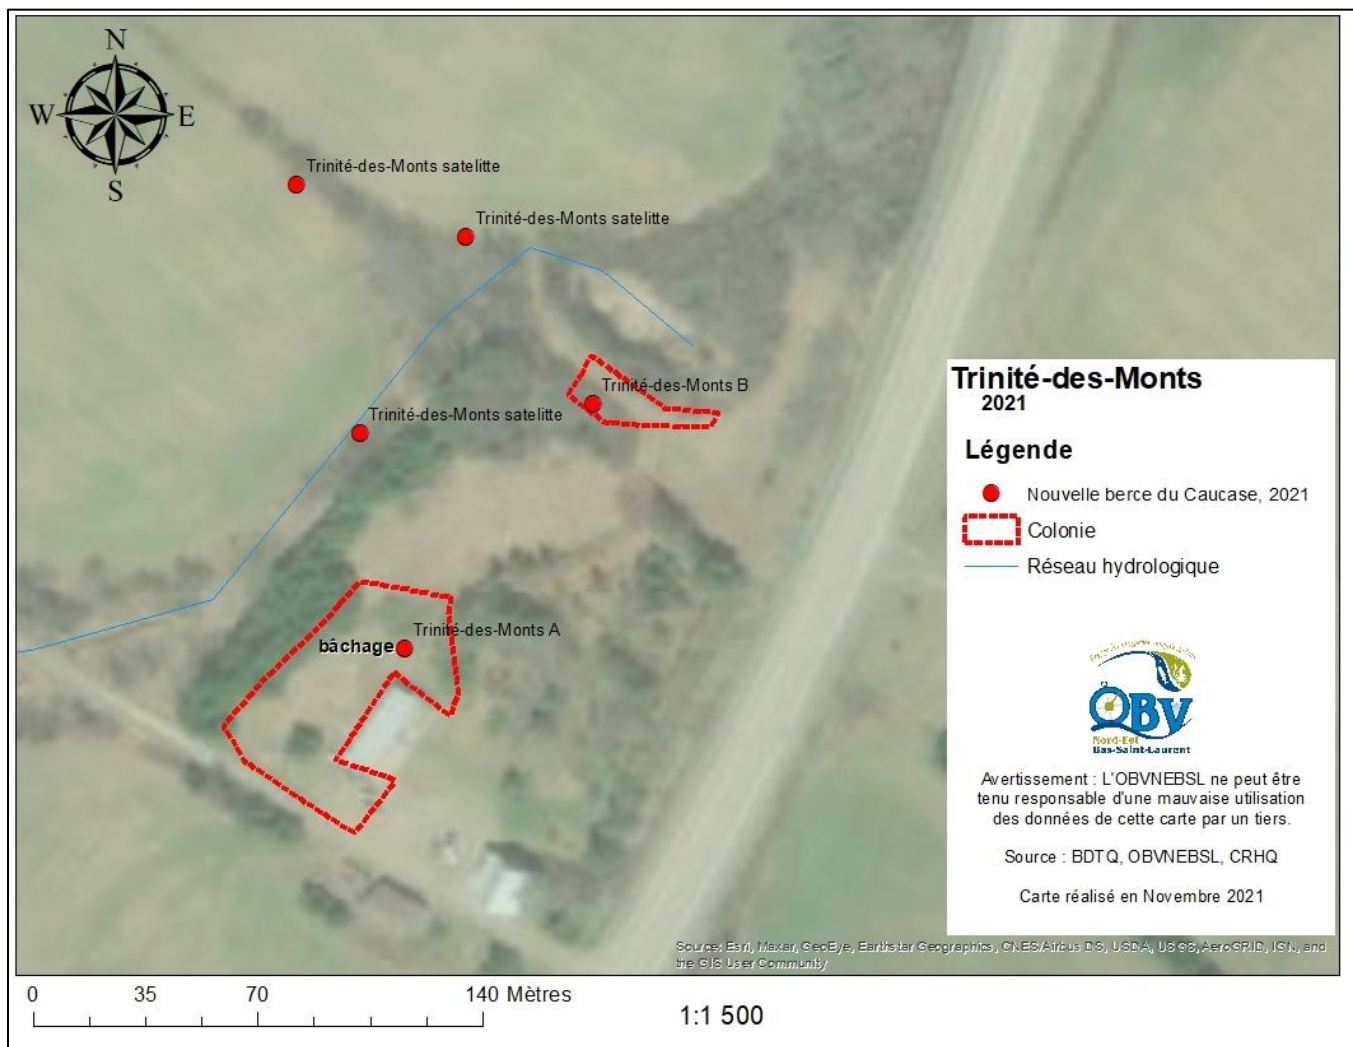 N
W E
S
Trinité-des-Monts satelitte
Trinité-des-Monts satelitte
Trinité-des-Monts B
Trinité-des-Monts satelitte
Trinité-des-Monts A
bâchage
Trinité-des-Monts
2021
Légende
Nouvelle berce du Caucase, 2021
Colonie
Réseau hydrologique
OBV
Nord-Est
Bas-Saint-Laurent
Avertissement : L'OBVNEBSL ne peut être
tenu responsable d'une mauvaise utilisation
des données de cette carte par un tiers.
Source : BDTQ, OBVNEBSL, CRHQ
Carte réalisé en Novembre 2021
Source: Esri, Maxar, GeoEye, Earthstar Geographics, CNES/Airbus DS, USDA, USGS, AeroGRID, IGN, and
the GIS User Community
0 35 70 140 Mètres
1:1 500